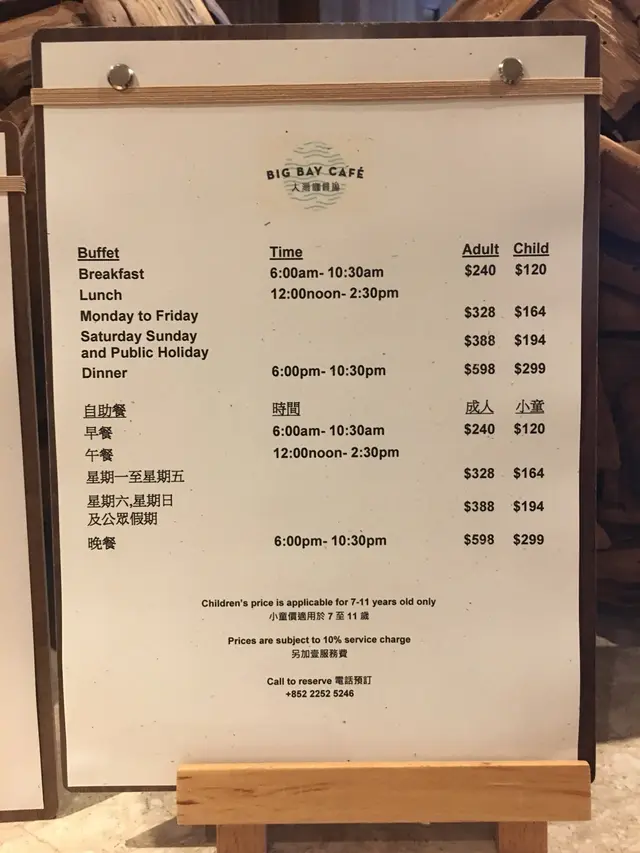 BIG BAY CAFÉ
大灣咖啡廳
Buffet Time Adult Child
Breakfast 6:00am- 10:30am $240 $120
Lunch 12:00noon- 2:30pm
Monday to Friday $328 $164
Saturday Sunday
and Public Holiday $388 $194
Dinner 6:00pm- 10:30pm $598 $299
自助餐 時間 成人 小童
早餐 6:00am- 10:30am $240 $120
午餐 12:00noon- 2:30pm
星期一至星期五 $328 $164
星期六,星期日
及公眾假期 $388 $194
晚餐 6:00pm- 10:30pm $598 $299
Children's price is applicable for 7-11 years old only
小童價適用於 7 至 11 歲
Prices are subject to 10% service charge
另加壹服務費
Call to reserve 電話預訂
+852 2252 5246